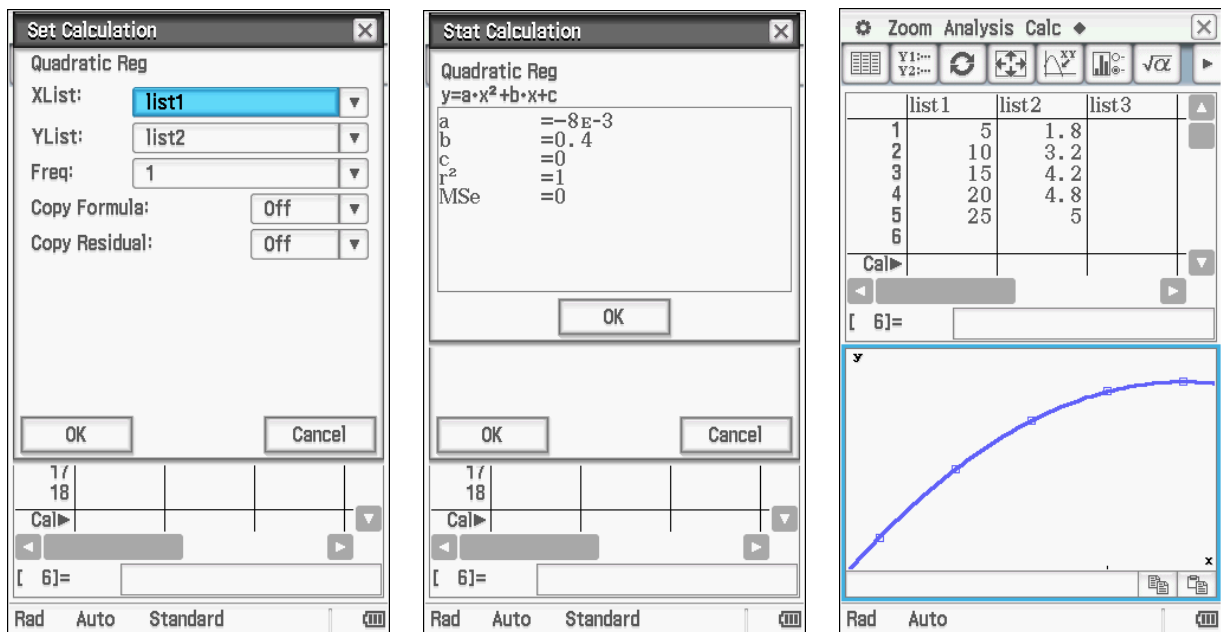 Set Calculation
Quadratic Reg
XList: list1
YList: list2
Freq: 1
Copy Formula: Off
Copy Residual: Off
OK Cancel
17
18
Cal▶
[ 6]=
Rad Auto Standard
Stat Calculation
Quadratic Reg
y=a·x²+b·x+c
a =-8ᴇ-3
b =0.4
c =0
r² =1
MSe =0
OK
OK Cancel
17
18
Cal▶
[ 6]=
Rad Auto Standard
Zoom Analysis Calc ◆
Y1:··· XY √α
Y2:···
list1 list2 list3
1 5 1.8
2 10 3.2
3 15 4.2
4 20 4.8
5 25 5
6
Cal▶
[ 6]=
y
x
Rad Auto